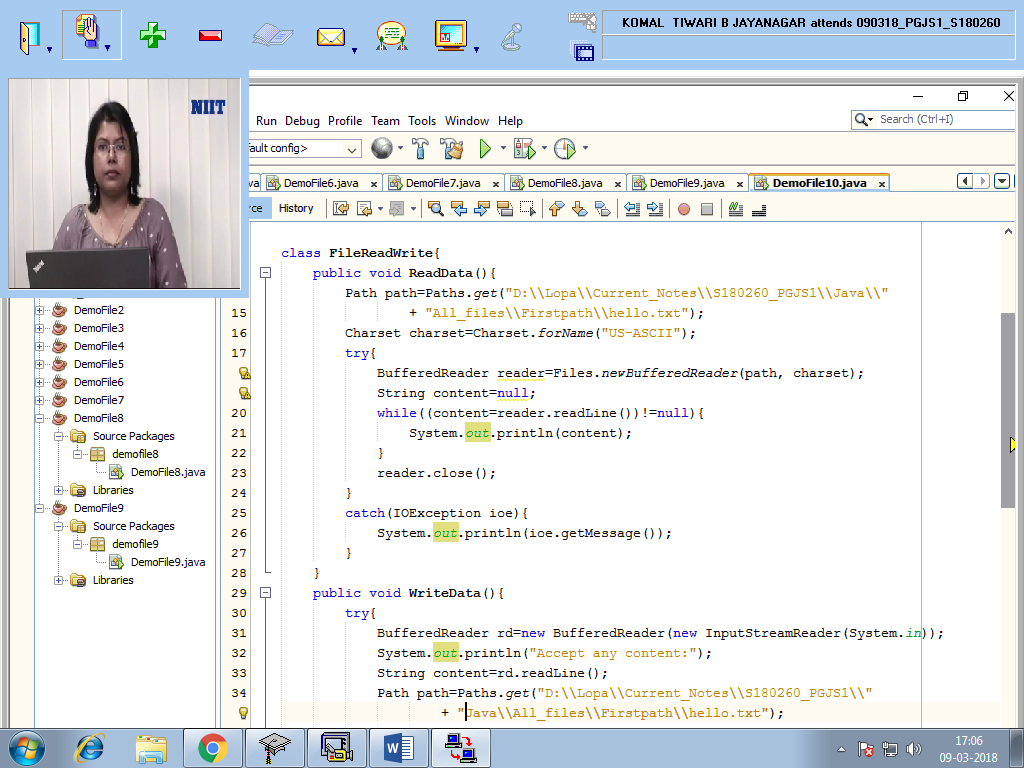 KOMAL TIWARI B JAYANAGAR attends 090318_PGJS1_S180260
NIIT
Run Debug Profile Team Tools Window Help
Search (Ctrl+I)
ault config>
va DemoFile6.java x DemoFile7.java x DemoFile8.java x DemoFile9.java x DemoFile10.java x
rce History
class FileReadWrite{
public void ReadData(){
Path path=Paths.get("D:\\Lopa\\Current_Notes\\S180260_PGJS1\\Java\\"
15 + "All_files\\Firstpath\\hello.txt");
16 Charset charset=Charset.forName("US-ASCII");
17 try{
BufferedReader reader=Files.newBufferedReader(path, charset);
String content=null;
20 while((content=reader.readLine())!=null){
21 System.out.println(content);
22 }
23 reader.close();
24 }
25 catch(IOException ioe){
26 System.out.println(ioe.getMessage());
27 }
28 }
29 public void WriteData(){
30 try{
31 BufferedReader rd=new BufferedReader(new InputStreamReader(System.in));
32 System.out.println("Accept any content:");
33 String content=rd.readLine();
34 Path path=Paths.get("D:\\Lopa\\Current_Notes\\S180260_PGJS1\\"
+ "Java\\All_files\\Firstpath\\hello.txt");
DemoFile2
DemoFile3
DemoFile4
DemoFile5
DemoFile6
DemoFile7
DemoFile8
Source Packages
demofile8
DemoFile8.java
Libraries
DemoFile9
Source Packages
demofile9
DemoFile9.java
Libraries
17:06
09-03-2018